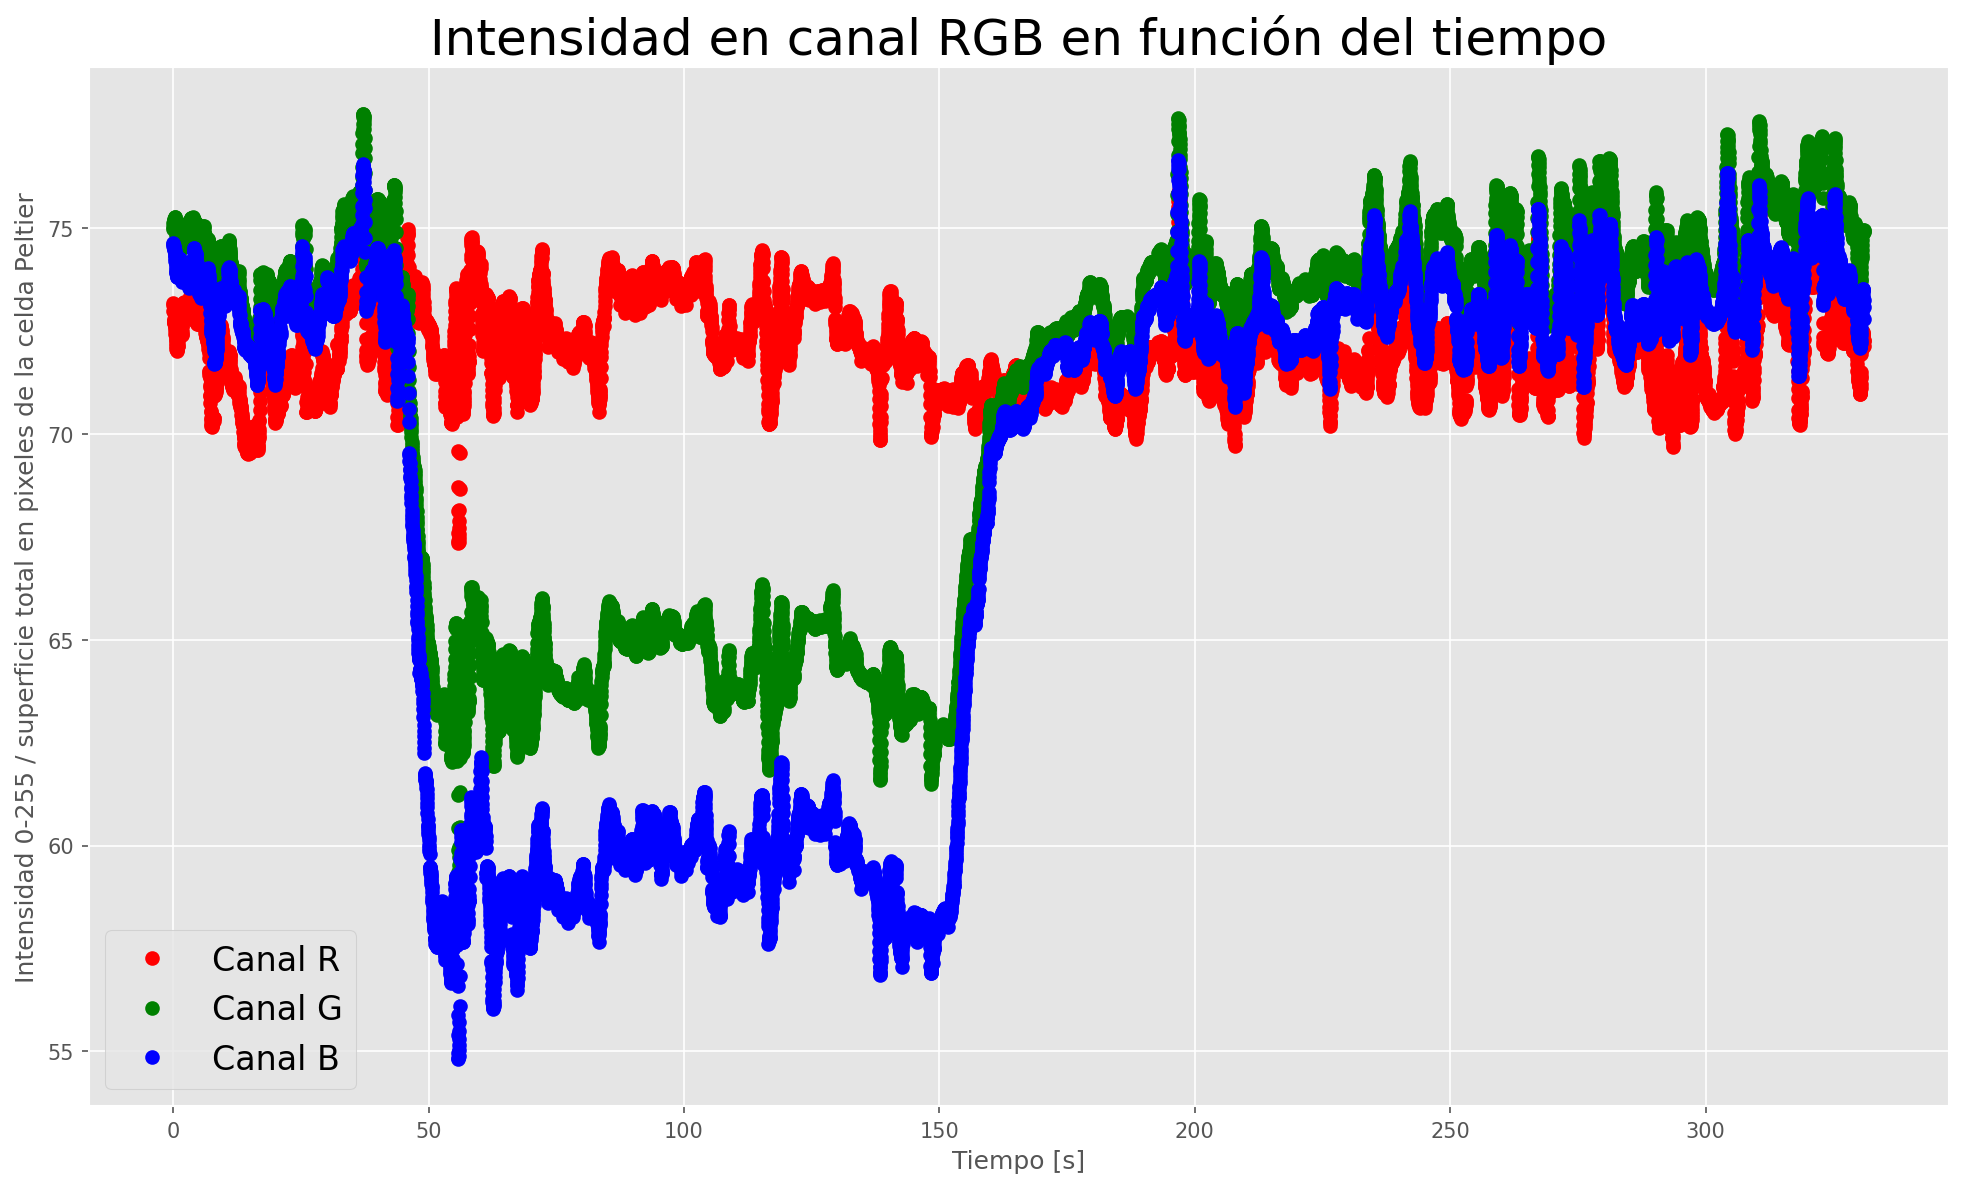 Intensidad en canal RGB en función del tiempo
Intensidad 0-255 / superficie total en pixeles de la celda Peltier
75
70
65
60
55
Canal R
Canal G
Canal B
0 50 100 150 200 250 300
Tiempo [s]